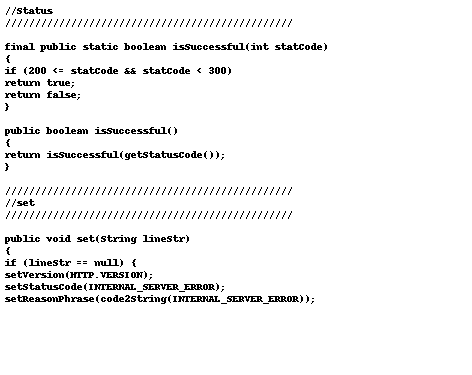 //Status
////////////////////////////////////////////////

final public static boolean isSuccessful(int statCode)
{
if (200 <= statCode && statCode < 300)
return true;
return false;
}

public boolean isSuccessful()
{
return isSuccessful(getStatusCode());
}

////////////////////////////////////////////////
//set
////////////////////////////////////////////////

public void set(String lineStr)
{
if (lineStr == null) {
setVersion(HTTP.VERSION);
setStatusCode(INTERNAL_SERVER_ERROR);
setReasonPhrase(code2String(INTERNAL_SERVER_ERROR));